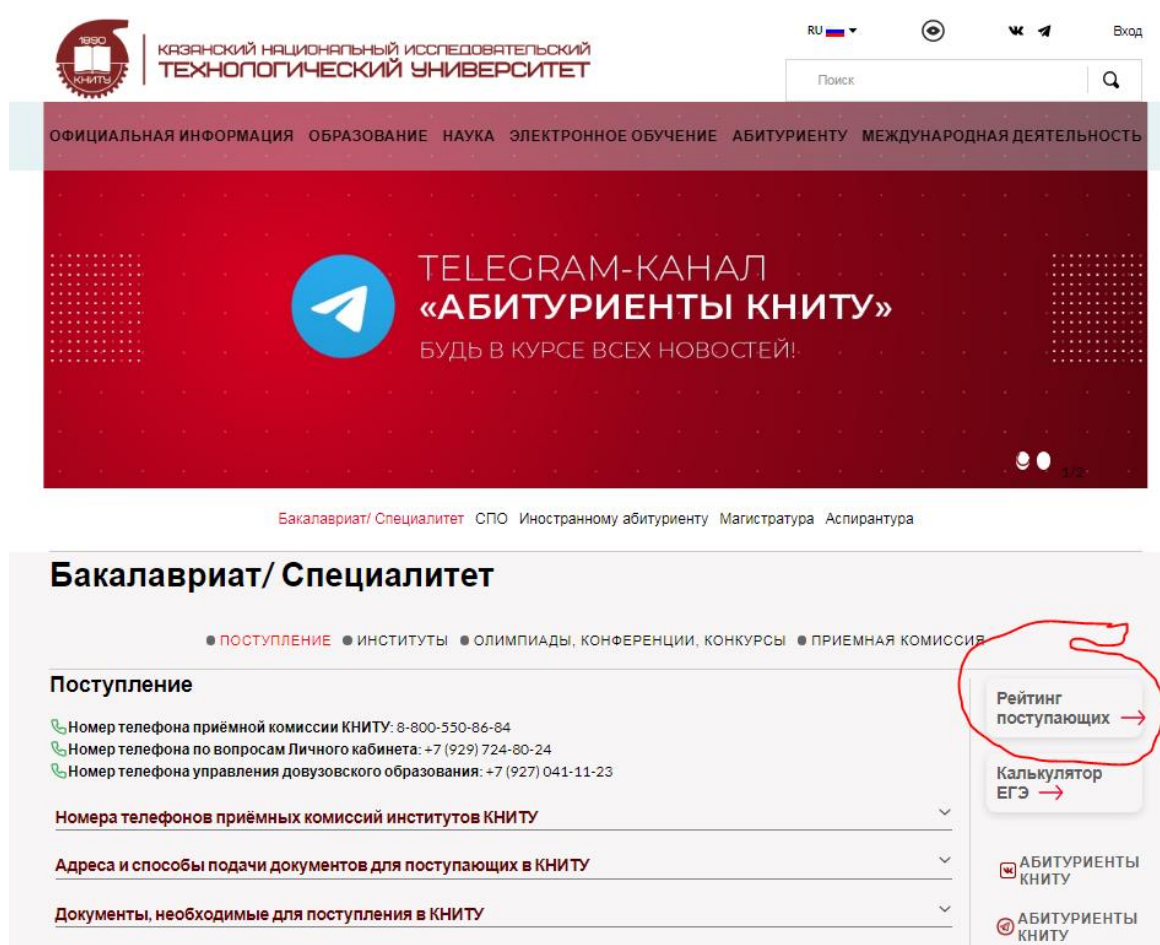 1890
КНИТУ
КАЗАНСКИЙ НАЦИОНАЛЬНЫЙ ИССЛЕДОВАТЕЛЬСКИЙ
ТЕХНОЛОГИЧЕСКИЙ УНИВЕРСИТЕТ
RU
Вход
Поиск
ОФИЦИАЛЬНАЯ ИНФОРМАЦИЯ ОБРАЗОВАНИЕ НАУКА ЭЛЕКТРОННОЕ ОБУЧЕНИЕ АБИТУРИЕНТУ МЕЖДУНАРОДНАЯ ДЕЯТЕЛЬНОСТЬ
TELEGRAM-КАНАЛ
«АБИТУРИЕНТЫ КНИТУ»
БУДЬ В КУРСЕ ВСЕХ НОВОСТЕЙ!
1/2
Бакалавриат/ Специалитет СПО Иностранному абитуриенту Магистратура Аспирантура
Бакалавриат/ Специалитет
ПОСТУПЛЕНИЕ ИНСТИТУТЫ ОЛИМПИАДЫ, КОНФЕРЕНЦИИ, КОНКУРСЫ ПРИЕМНАЯ КОМИССИЯ
Поступление
Номер телефона приёмной комиссии КНИТУ: 8-800-550-86-84
Номер телефона по вопросам Личного кабинета: +7 (929) 724-80-24
Номер телефона управления довузовского образования: +7 (927) 041-11-23
Номера телефонов приёмных комиссий институтов КНИТУ
Адреса и способы подачи документов для поступающих в КНИТУ
Документы, необходимые для поступления в КНИТУ
Рейтинг
поступающих
Калькулятор
ЕГЭ
АБИТУРИЕНТЫ
КНИТУ
АБИТУРИЕНТЫ
КНИТУ